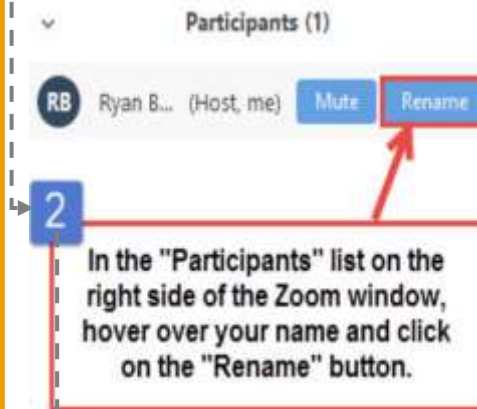 Participants (1)
RB Ryan B... (Host, me) Mute Rename
2
In the "Participants" list on the
right side of the Zoom window,
hover over your name and click
on the "Rename" button.